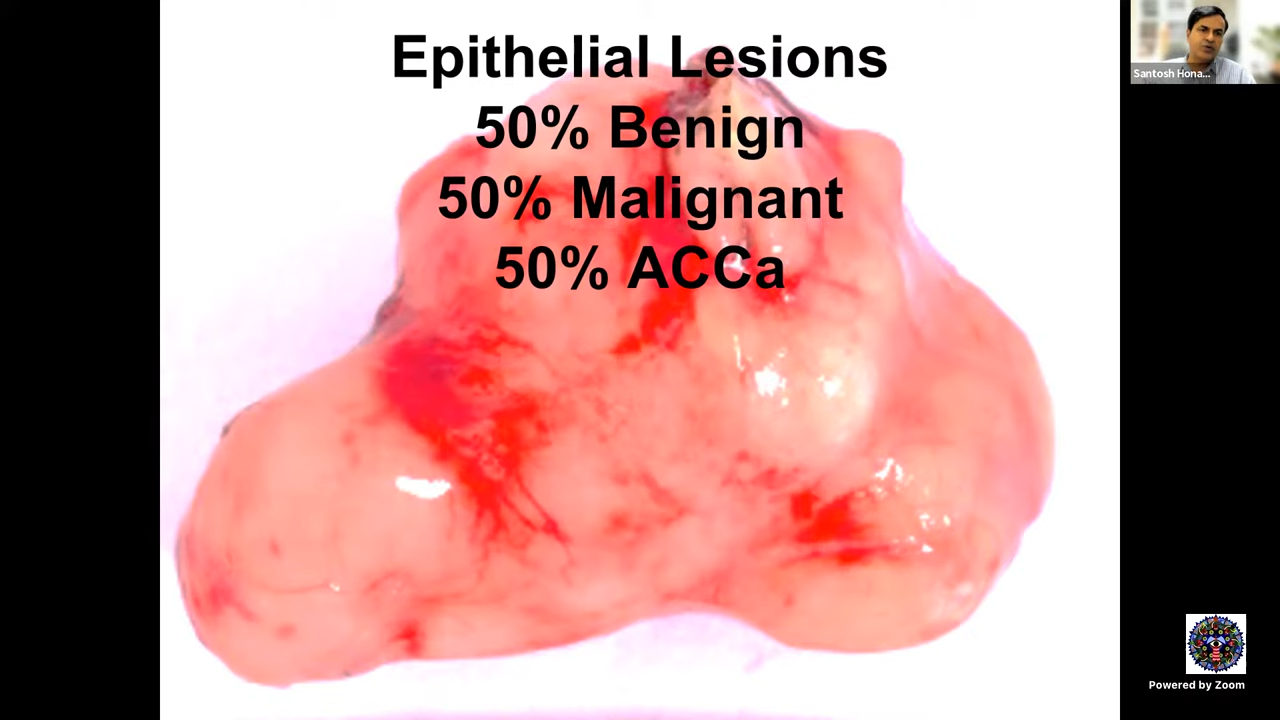 Epithelial Lesions
50% Benign
50% Malignant
50% ACCa
Santosh Hona...
Powered by Zoom